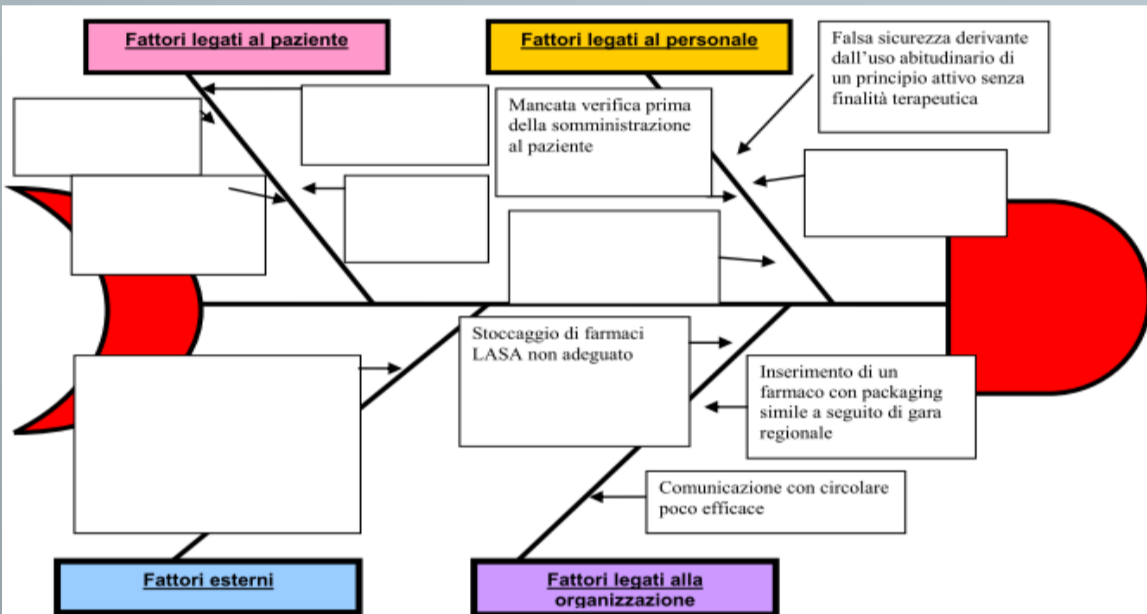 Fattori legati al paziente
Fattori legati al personale
Falsa sicurezza derivante
dall'uso abitudinario di
un principio attivo senza
finalità terapeutica
Mancata verifica prima
della somministrazione
al paziente
Stoccaggio di farmaci
LASA non adeguato
Inserimento di un
farmaco con packaging
simile a seguito di gara
regionale
Comunicazione con circolare
poco efficace
Fattori esterni
Fattori legati alla
organizzazione